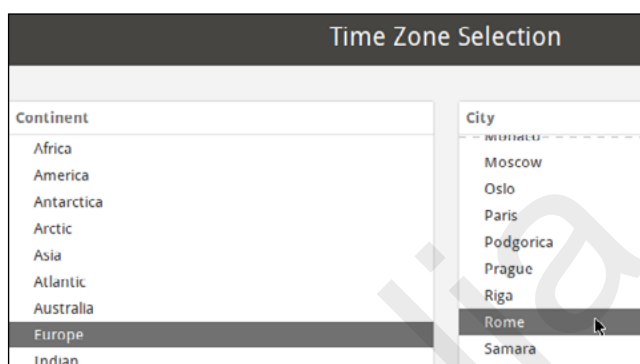 Time Zone Selection
Continent
Africa
America
Antarctica
Arctic
Asia
Atlantic
Australia
Europe
Indian
City
Monaco
Moscow
Oslo
Paris
Podgorica
Prague
Riga
Rome
Samara